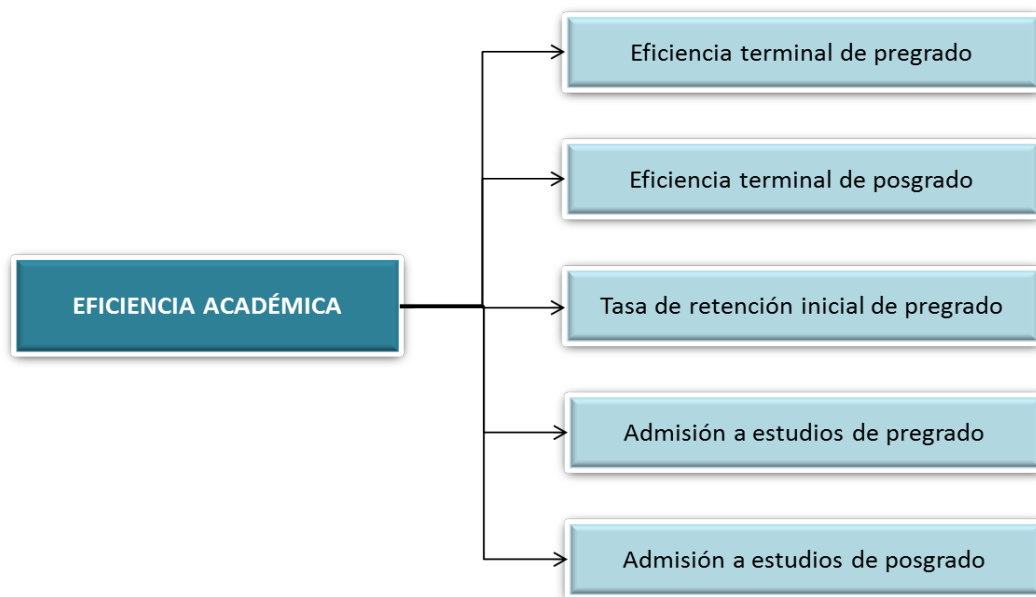 Eficiencia terminal de pregrado
Eficiencia terminal de posgrado
EFICIENCIA ACADÉMICA
Tasa de retención inicial de pregrado
Admisión a estudios de pregrado
Admisión a estudios de posgrado